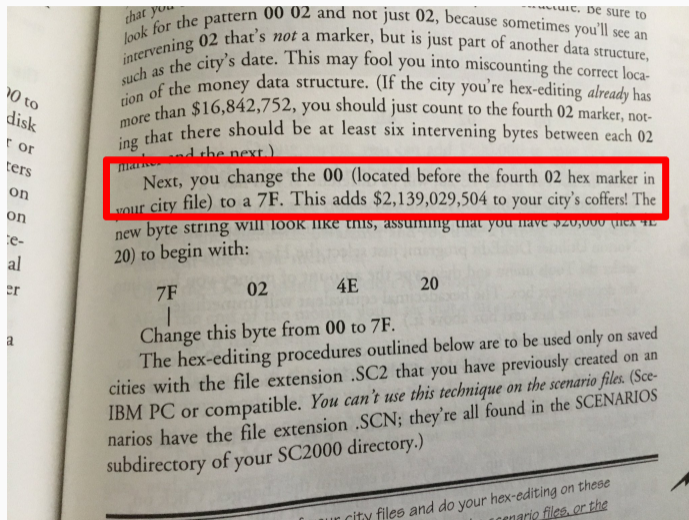 that you
cture. Be sure to
look for the pattern 00 02 and not just 02, because sometimes you'll see an
intervening 02 that's not a marker, but is just part of another data structure,
such as the city's date. This may fool you into miscounting the correct loca-
tion of the money data structure. (If the city you're hex-editing already has
more than $16,842,752, you should just count to the fourth 02 marker, not-
ing that there should be at least six intervening bytes between each 02
marker and the next.)
Next, you change the 00 (located before the fourth 02 hex marker in
your city file) to a 7F. This adds $2,139,029,504 to your city's coffers! The
new byte string will look like this, assuming that you have $20,000 (hex 4E
20) to begin with:
7F 02 4E 20
Change this byte from 00 to 7F.
The hex-editing procedures outlined below are to be used only on saved
cities with the file extension .SC2 that you have previously created on an
IBM PC or compatible. You can't use this technique on the scenario files. (Sce-
narios have the file extension .SCN; they're all found in the SCENARIOS
subdirectory of your SC2000 directory.)
city files and do your hex-editing on these
scenario files, or the
00 to
disk
r or
ters
on
on
te-
al
er
a